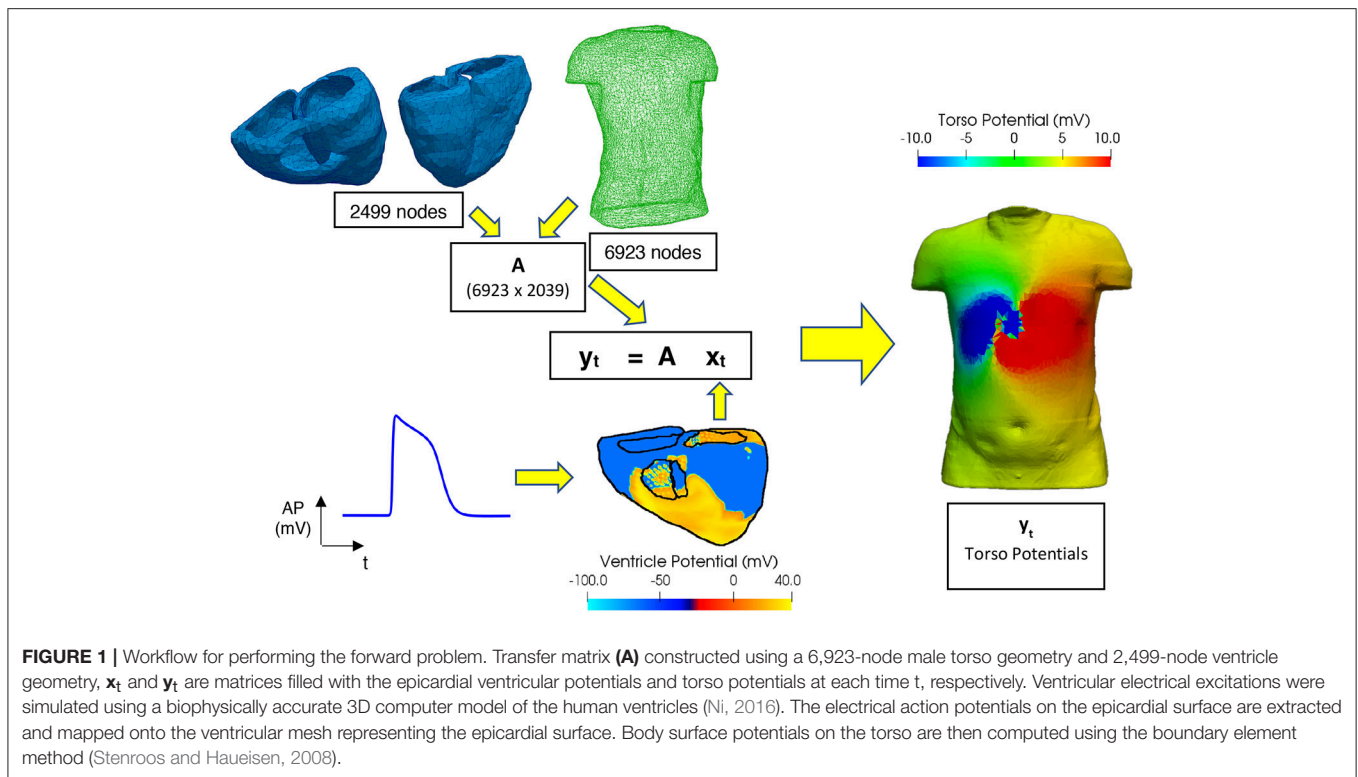 2499 nodes
6923 nodes
A
(6923 x 2039)
yt = A xt
AP
(mV)
t
Ventricle Potential (mV)
-100.0 -50 0 40.0
Torso Potential (mV)
-10.0 -5 0 5 10.0
yt
Torso Potentials
FIGURE 1 | Workflow for performing the forward problem. Transfer matrix (A) constructed using a 6,923-node male torso geometry and 2,499-node ventricle
geometry, xt and yt are matrices filled with the epicardial ventricular potentials and torso potentials at each time t, respectively. Ventricular electrical excitations were
simulated using a biophysically accurate 3D computer model of the human ventricles (Ni, 2016). The electrical action potentials on the epicardial surface are extracted
and mapped onto the ventricular mesh representing the epicardial surface. Body surface potentials on the torso are then computed using the boundary element
method (Stenroos and Haueisen, 2008).